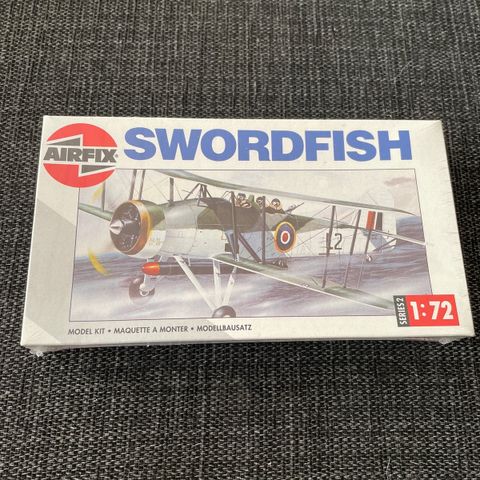 AIRFIX
SWORDFISH
L2
MODEL KIT • MAQUETTE A MONTER • MODELLBAUSATZ
SERIES 2
1:72